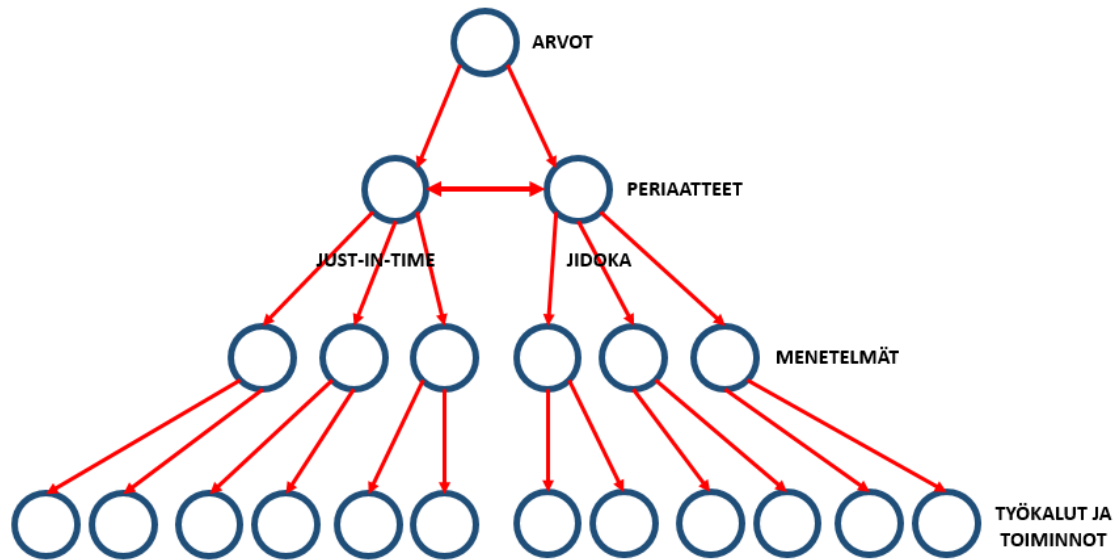 ARVOT
PERIAATTEET
JUST-IN-TIME
JIDOKA
MENETELMÄT
TYÖKALUT JA
TOIMINNOT